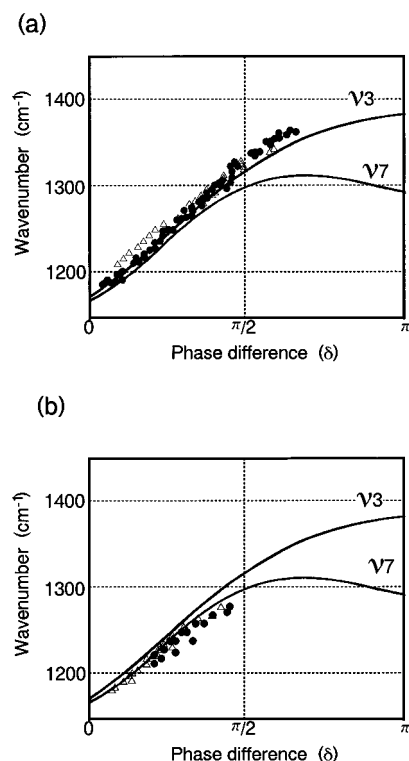 (a)
Wavenumber (cm⁻¹)
1400
1300
1200
ν3
ν7
0
π/2
π
Phase difference (δ)
(b)
Wavenumber (cm⁻¹)
1400
1300
1200
ν3
ν7
0
π/2
π
Phase difference (δ)